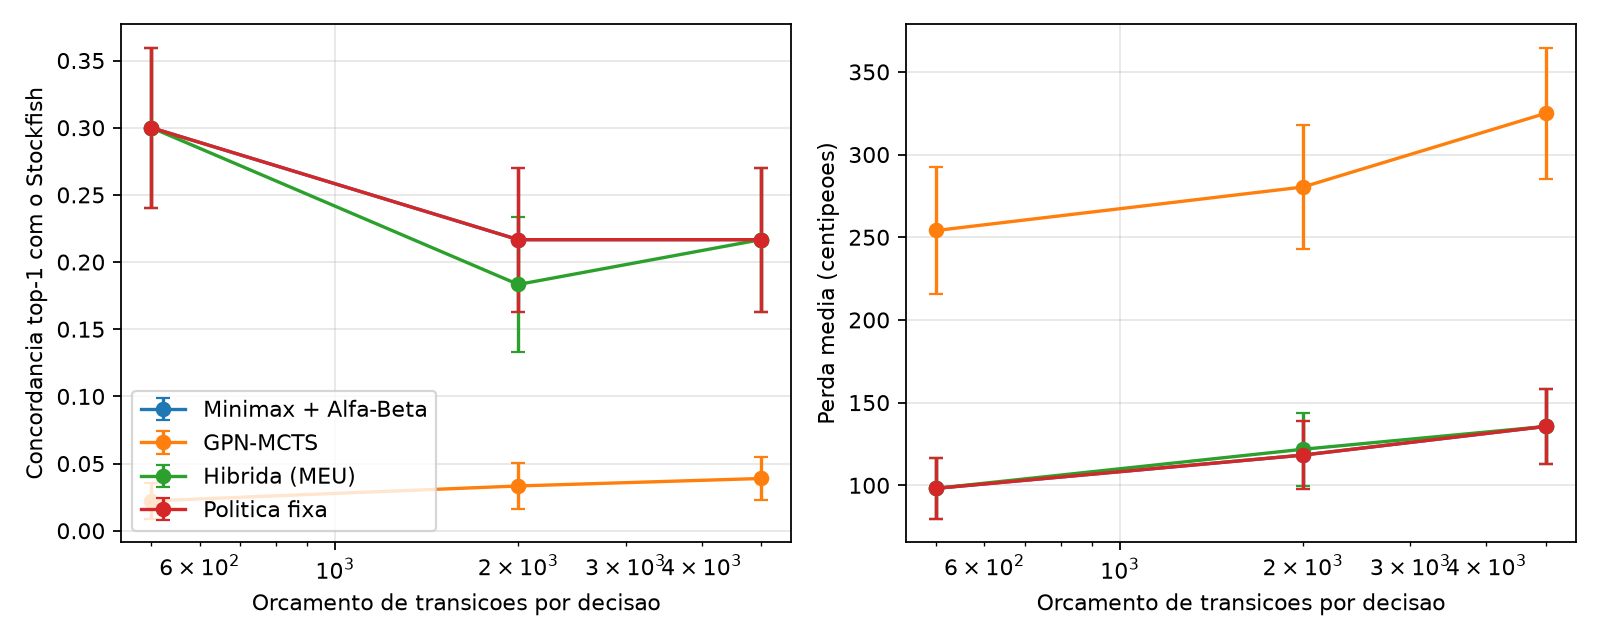 Concordancia top-1 com o Stockfish
0.35
0.30
0.25
0.20
0.15
0.10
0.05
0.00
Minimax + Alfa-Beta
GPN-MCTS
Hibrida (MEU)
Politica fixa
6 × 10² 10³ 2 × 10³ 3 × 10³ 4 × 10³
Orcamento de transicoes por decisao
Perda media (centipeoes)
350
300
250
200
150
100
6 × 10² 10³ 2 × 10³ 3 × 10³ 4 × 10³
Orcamento de transicoes por decisao